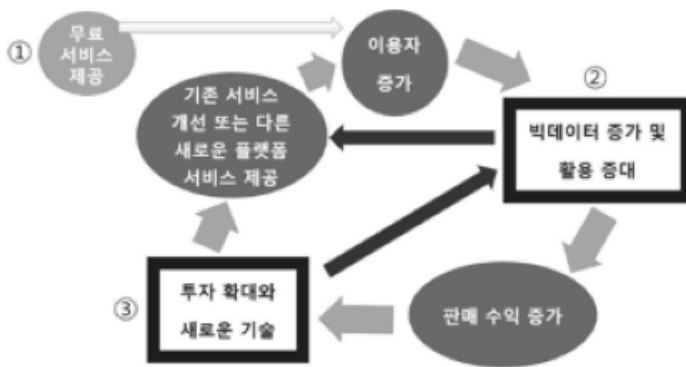 ①
무료
서비스
제공
이용자
증가
②
빅데이터 증가 및
활용 증대
기존 서비스
개선 또는 다른
새로운 플랫폼
서비스 제공
③
투자 확대와
새로운 기술
판매 수익 증가